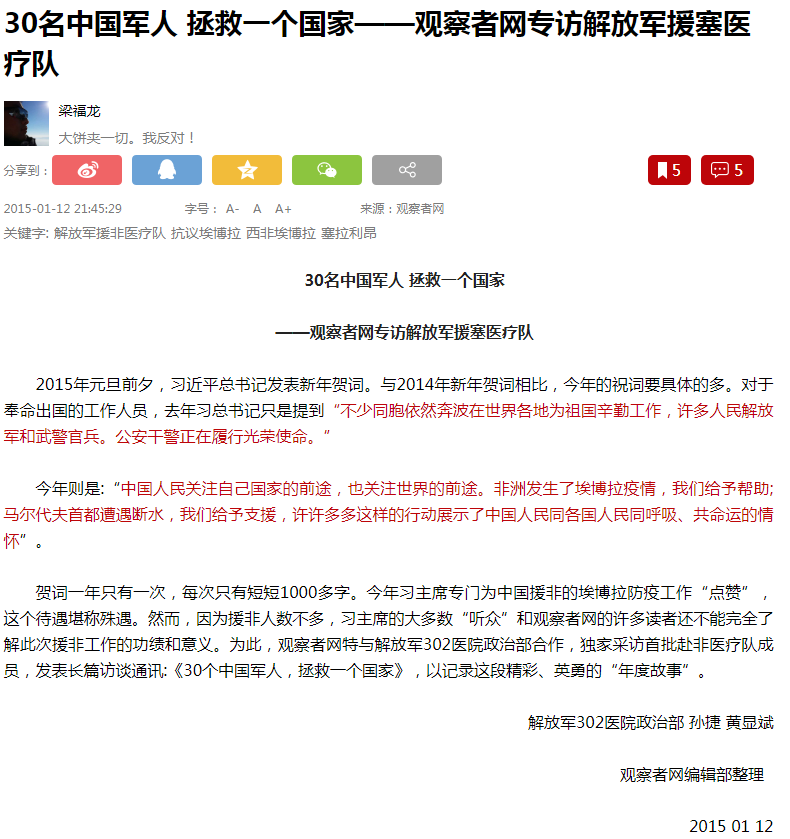 30名中国军人 拯救一个国家——观察者网专访解放军援塞医
疗队
梁福龙
大饼夹一切。我反对！
分享到：
5
5
2015-01-12 21:45:29 字号： A- A A+ 来源：观察者网
关键字: 解放军援非医疗队 抗议埃博拉 西非埃博拉 塞拉利昂
30名中国军人 拯救一个国家
——观察者网专访解放军援塞医疗队
2015年元旦前夕，习近平总书记发表新年贺词。与2014年新年贺词相比，今年的祝词要具体的多。对于
奉命出国的工作人员，去年习总书记只是提到“不少同胞依然奔波在世界各地为祖国辛勤工作，许多人民解放
军和武警官兵。公安干警正在履行光荣使命。”
今年则是:“中国人民关注自己国家的前途，也关注世界的前途。非洲发生了埃博拉疫情，我们给予帮助;
马尔代夫首都遭遇断水，我们给予支援，许许多多这样的行动展示了中国人民同各国人民同呼吸、共命运的情
怀”。
贺词一年只有一次，每次只有短短1000多字。今年习主席专门为中国援非的埃博拉防疫工作“点赞”，
这个待遇堪称殊遇。然而，因为援非人数不多，习主席的大多数“听众”和观察者网的许多读者还不能完全了
解此次援非工作的功绩和意义。为此，观察者网特与解放军302医院政治部合作，独家采访首批赴非医疗队成
员，发表长篇访谈通讯:《30个中国军人，拯救一个国家》，以记录这段精彩、英勇的“年度故事”。
解放军302医院政治部 孙捷 黄显斌
观察者网编辑部整理
2015 01 12